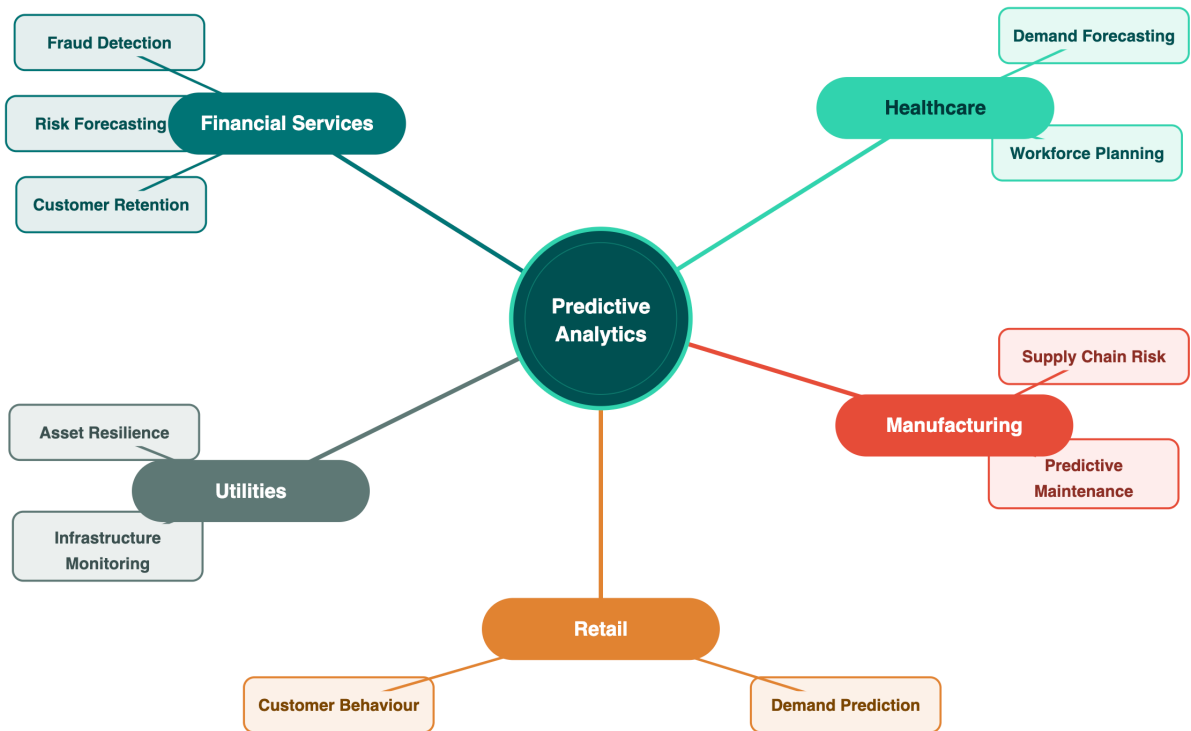 Fraud Detection
Risk Forecasting
Financial Services
Customer Retention
Demand Forecasting
Healthcare
Workforce Planning
Predictive
Analytics
Supply Chain Risk
Manufacturing
Predictive
Maintenance
Asset Resilience
Utilities
Infrastructure
Monitoring
Retail
Customer Behaviour
Demand Prediction